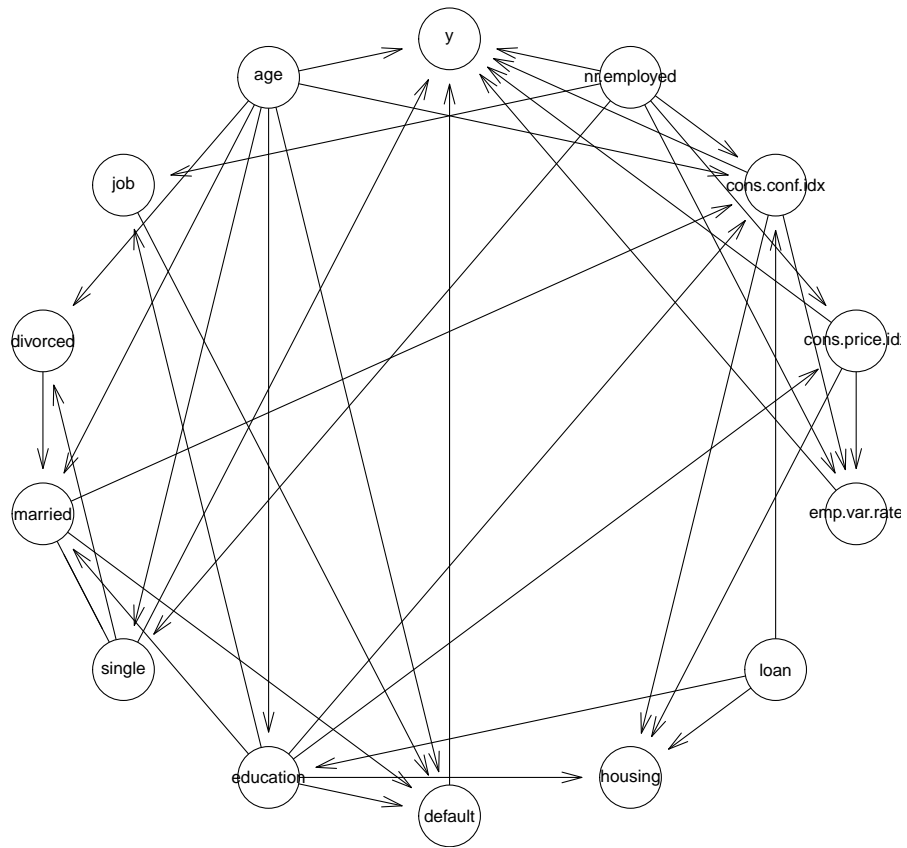 y
age
nr.employed
job
cons.conf.idx
divorced
cons.price.idx
married
emp.var.rate
single
loan
education
housing
default